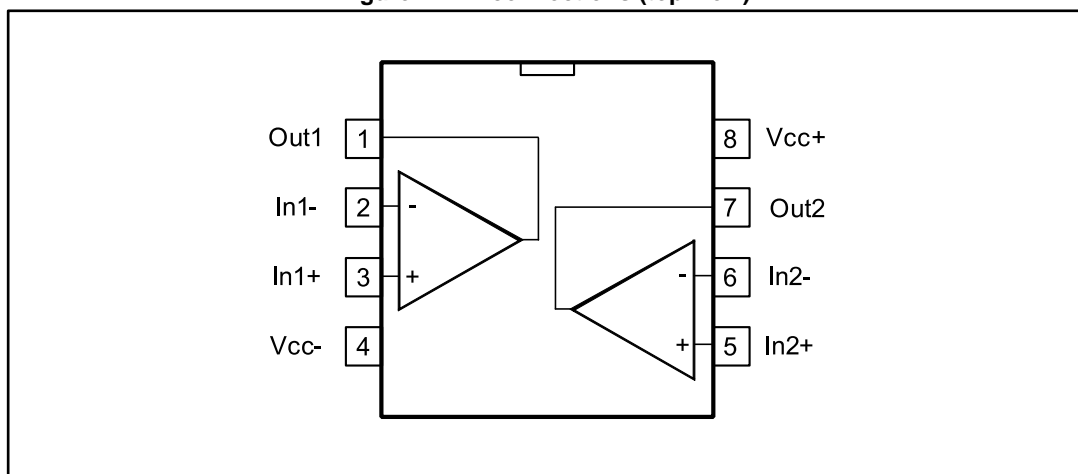 Out1 1
In1- 2 -
In1+ 3 +
Vcc- 4
8 Vcc+
7 Out2
- 6 In2-
+ 5 In2+